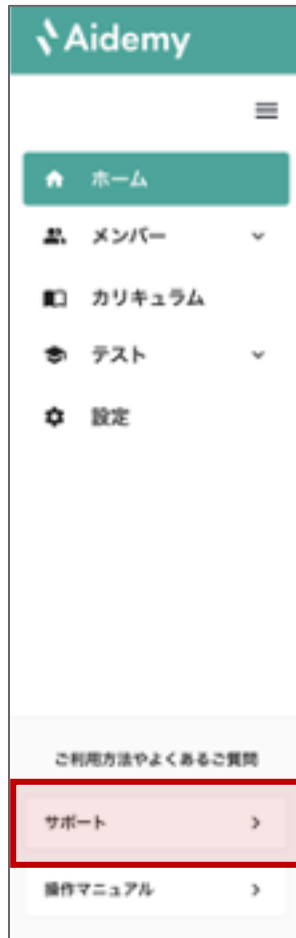 Aidemy
ホーム
メンバー
カリキュラム
テスト
設定
ご利用方法やよくあるご質問
サポート
操作マニュアル